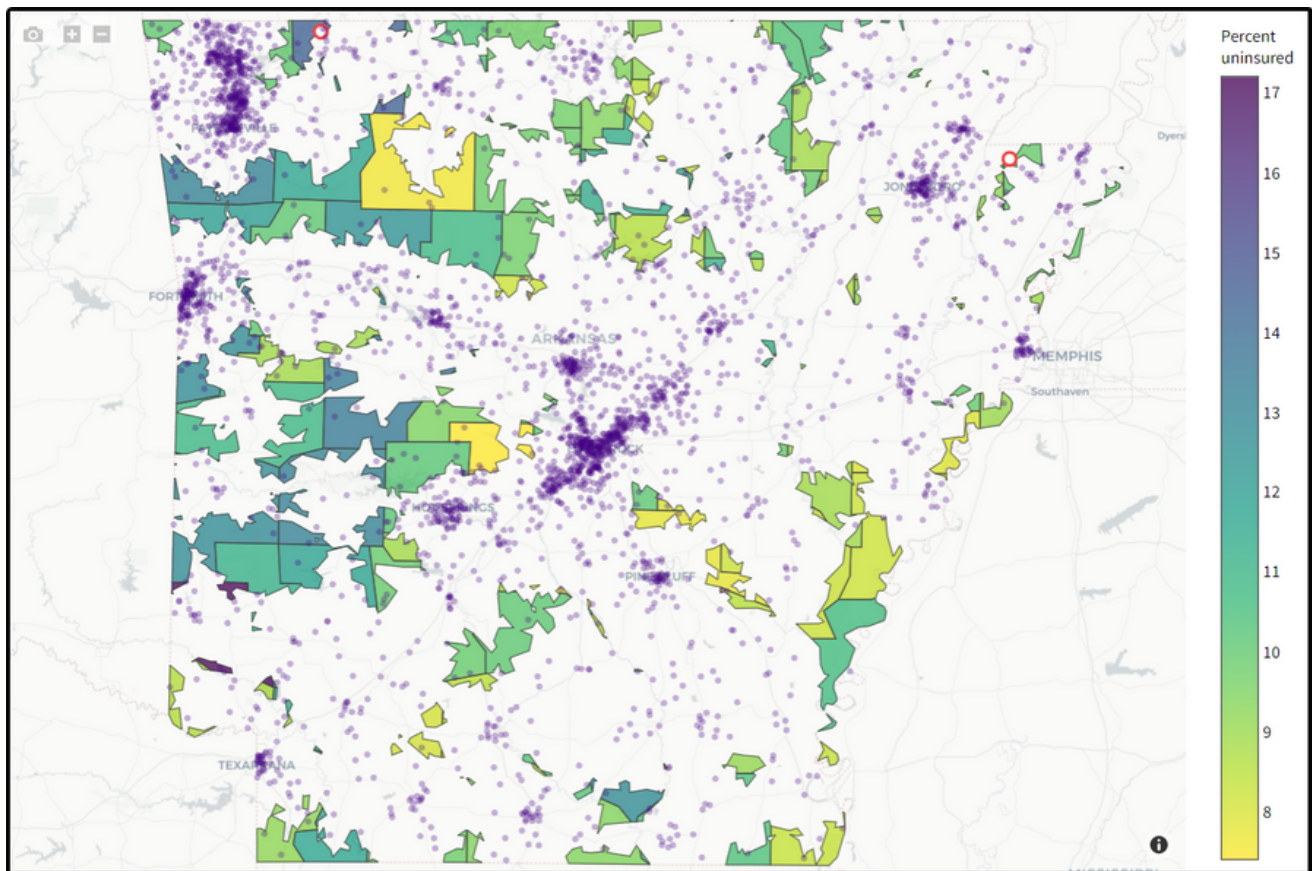 Percent
uninsured
17
16
15
14
13
12
11
10
9
8
FAYETTEVILLE
JONESBORO
Dyers
FORT SMITH
ARKANSAS
MEMPHIS
Southaven
HOT SPRINGS
PINE BLUFF
TEXARKANA